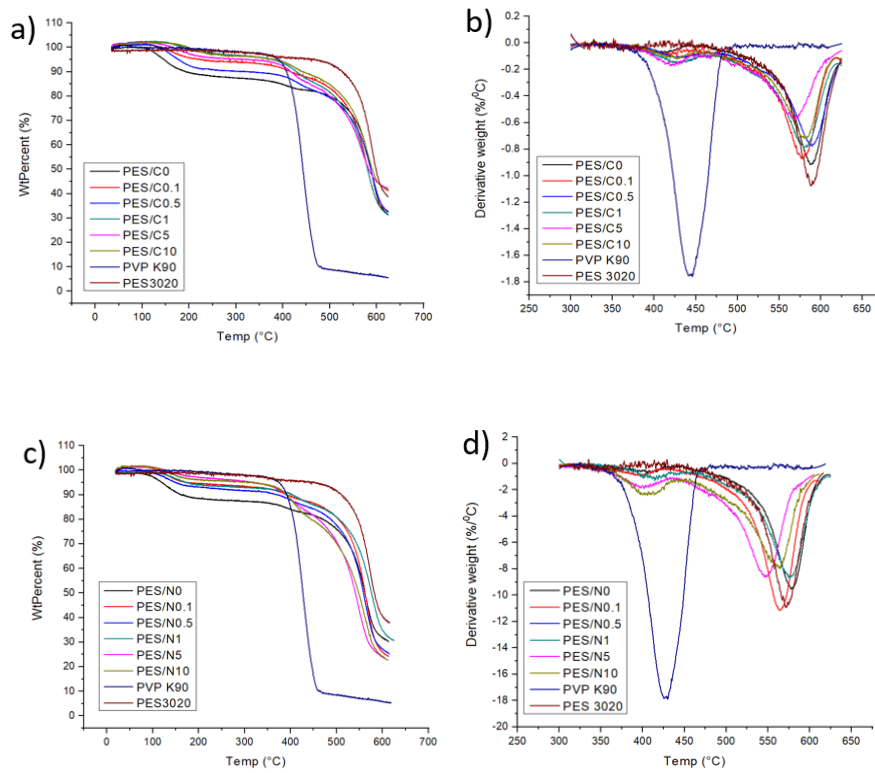 a)
110
100
90
80
70
60
50
40
30
20
10
0
WtPercent (%)
PES/C0
PES/C0.1
PES/C0.5
PES/C1
PES/C5
PES/C10
PVP K90
PES3020
0 100 200 300 400 500 600 700
Temp (°C)
b)
0.2
0.0
-0.2
-0.4
-0.6
-0.8
-1.0
-1.2
-1.4
-1.6
-1.8
Derivative weight (%/⁰C)
PES/C0
PES/C0.1
PES/C0.5
PES/C1
PES/C5
PES/C10
PVP K90
PES 3020
250 300 350 400 450 500 550 600 650
Temp (°C)
c)
110
100
90
80
70
60
50
40
30
20
10
0
WtPercent (%)
PES/N0
PES/N0.1
PES/N0.5
PES/N1
PES/N5
PES/N10
PVP K90
PES3020
0 100 200 300 400 500 600 700
Temp (°C)
d)
2
0
-2
-4
-6
-8
-10
-12
-14
-16
-18
-20
Derivative weight (%/⁰C)
PES/N0
PES/N0.1
PES/N0.5
PES/N1
PES/N5
PES/N10
PVP K90
PES 3020
250 300 350 400 450 500 550 600 650
Temp (°C)